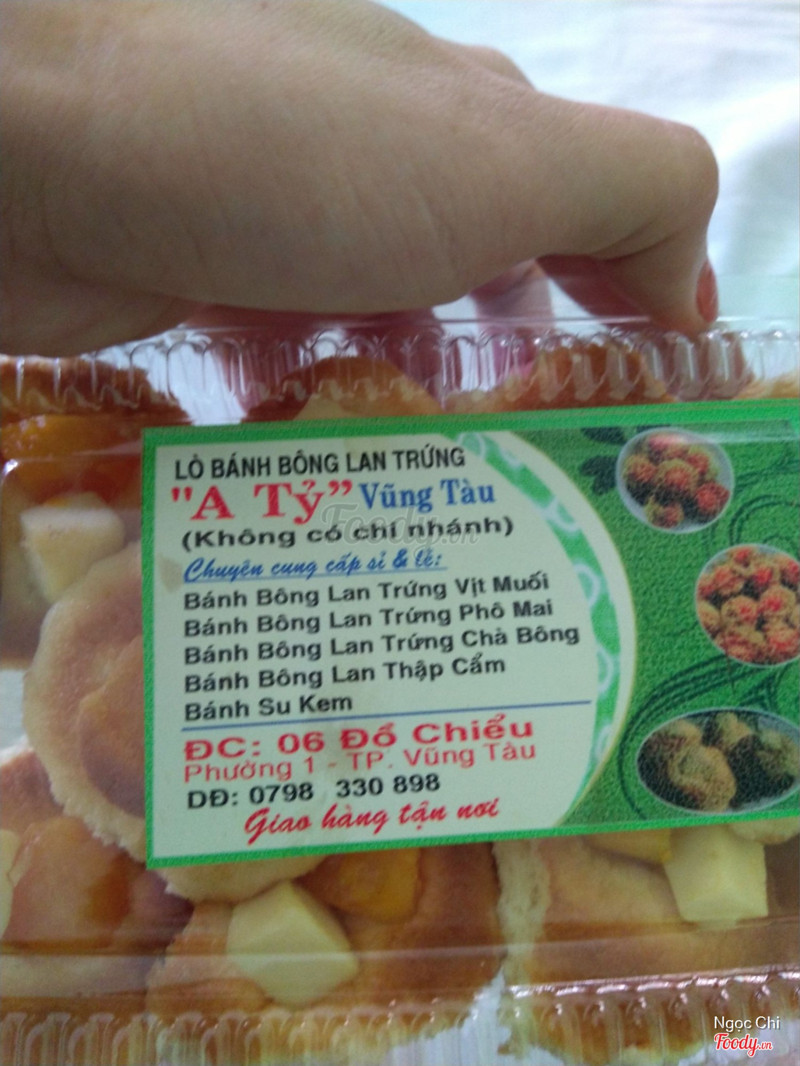 LÒ BÁNH BÔNG LAN TRỨNG
"A Tỷ" Vũng Tàu
(Không có chi nhánh)
Chuyên cung cấp sỉ & lẻ:
Bánh Bông Lan Trứng Vịt Muối
Bánh Bông Lan Trứng Phô Mai
Bánh Bông Lan Trứng Chà Bông
Bánh Bông Lan Thập Cẩm
Bánh Su Kem
ĐC: 06 Đồ Chiểu
Phường 1 - TP. Vũng Tàu
DĐ: 0798 330 898
Giao hàng tận nơi
Foody.vn
Ngọc Chi
Foody.vn